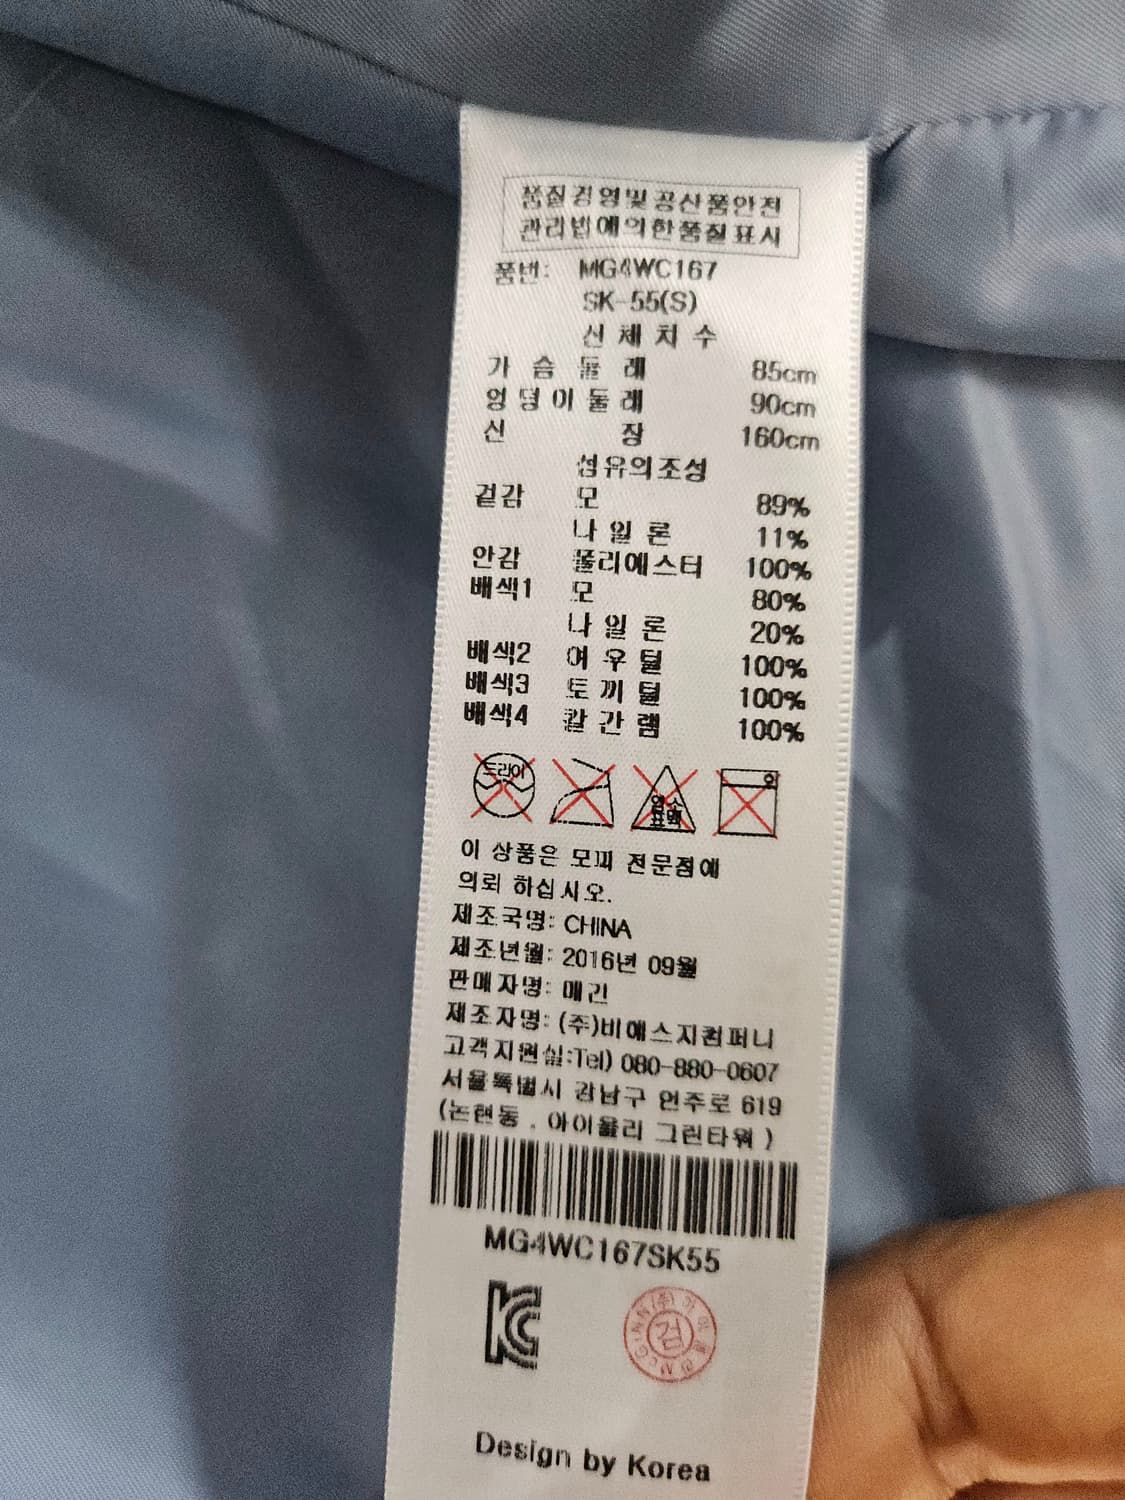 품질경영및공산품안전
관리법에의한품질표시
품번: MG4WC167
SK-55(S)
신체치수
가슴둘레 85cm
엉덩이둘레 90cm
신장 160cm
섬유의조성
겉감 모 89%
나일론 11%
안감 폴리에스터 100%
배색1 모 80%
나일론 20%
배색2 여우털 100%
배색3 토끼털 100%
배색4 칼간램 100%
드라이
염소
표백
이 상품은 모피 전문점에
의뢰 하십시오.
제조국명: CHINA
제조년월: 2016년 09월
판매자명: 매긴
제조자명: (주)비에스지컴퍼니
고객지원실:Tel) 080-880-0607
서울특별시 강남구 언주로 619
(논현동 , 아이올리 그린타워 )
MG4WC167SK55
KC
검
McGINN (주)
Design by Korea